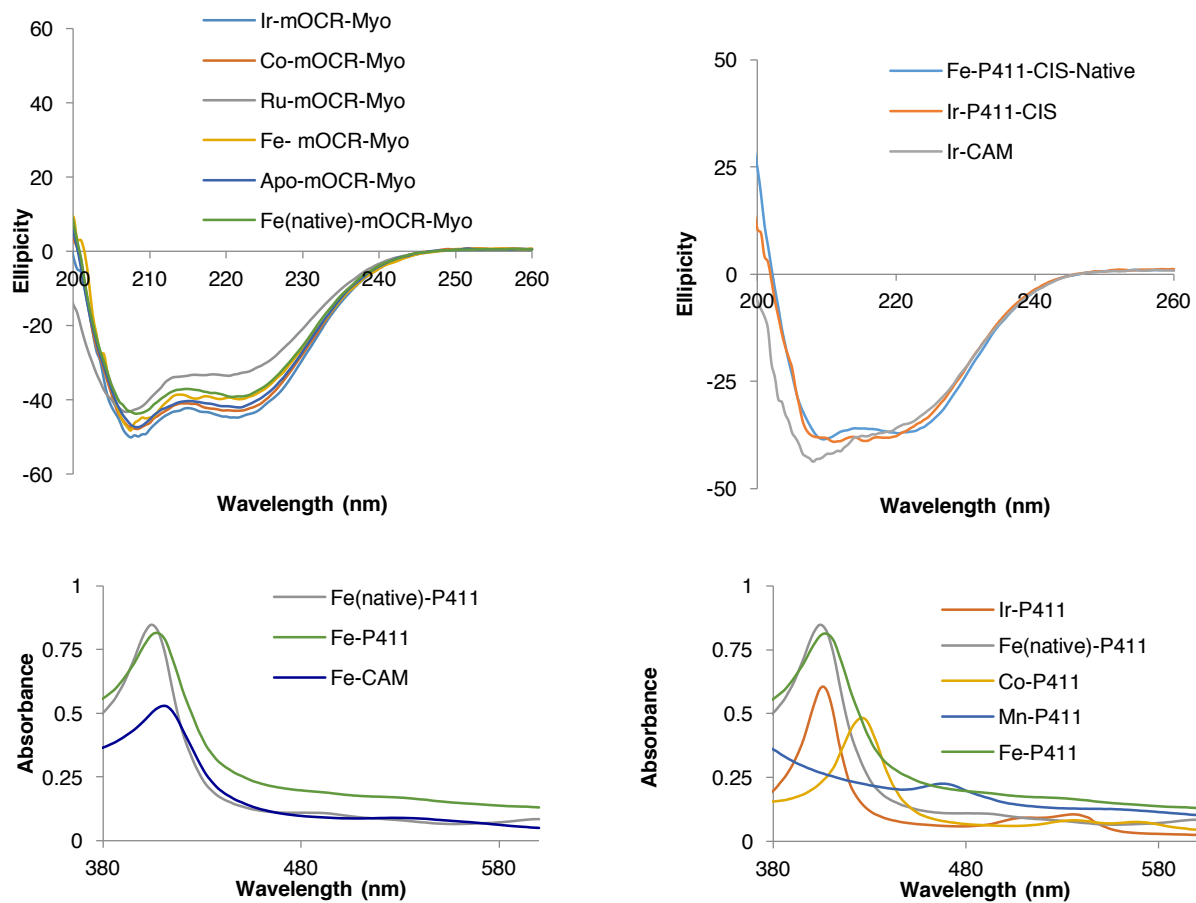 Ir-mOCR-Myo
Co-mOCR-Myo
Ru-mOCR-Myo
Fe- mOCR-Myo
Apo-mOCR-Myo
Fe(native)-mOCR-Myo
60
40
20
0
-20
-40
-60
200 210 220 230 240 250 260
Ellipicity
Wavelength (nm)
Fe-P411-CIS-Native
Ir-P411-CIS
Ir-CAM
50
25
0
-25
-50
200 220 240 260
Ellipicity
Wavelength (nm)
Fe(native)-P411
Fe-P411
Fe-CAM
1
0.75
0.5
0.25
0
380 480 580
Absorbance
Wavelength (nm)
Ir-P411
Fe(native)-P411
Co-P411
Mn-P411
Fe-P411
1
0.75
0.5
0.25
0
380 480 580
Absorbance
Wavelength (nm)